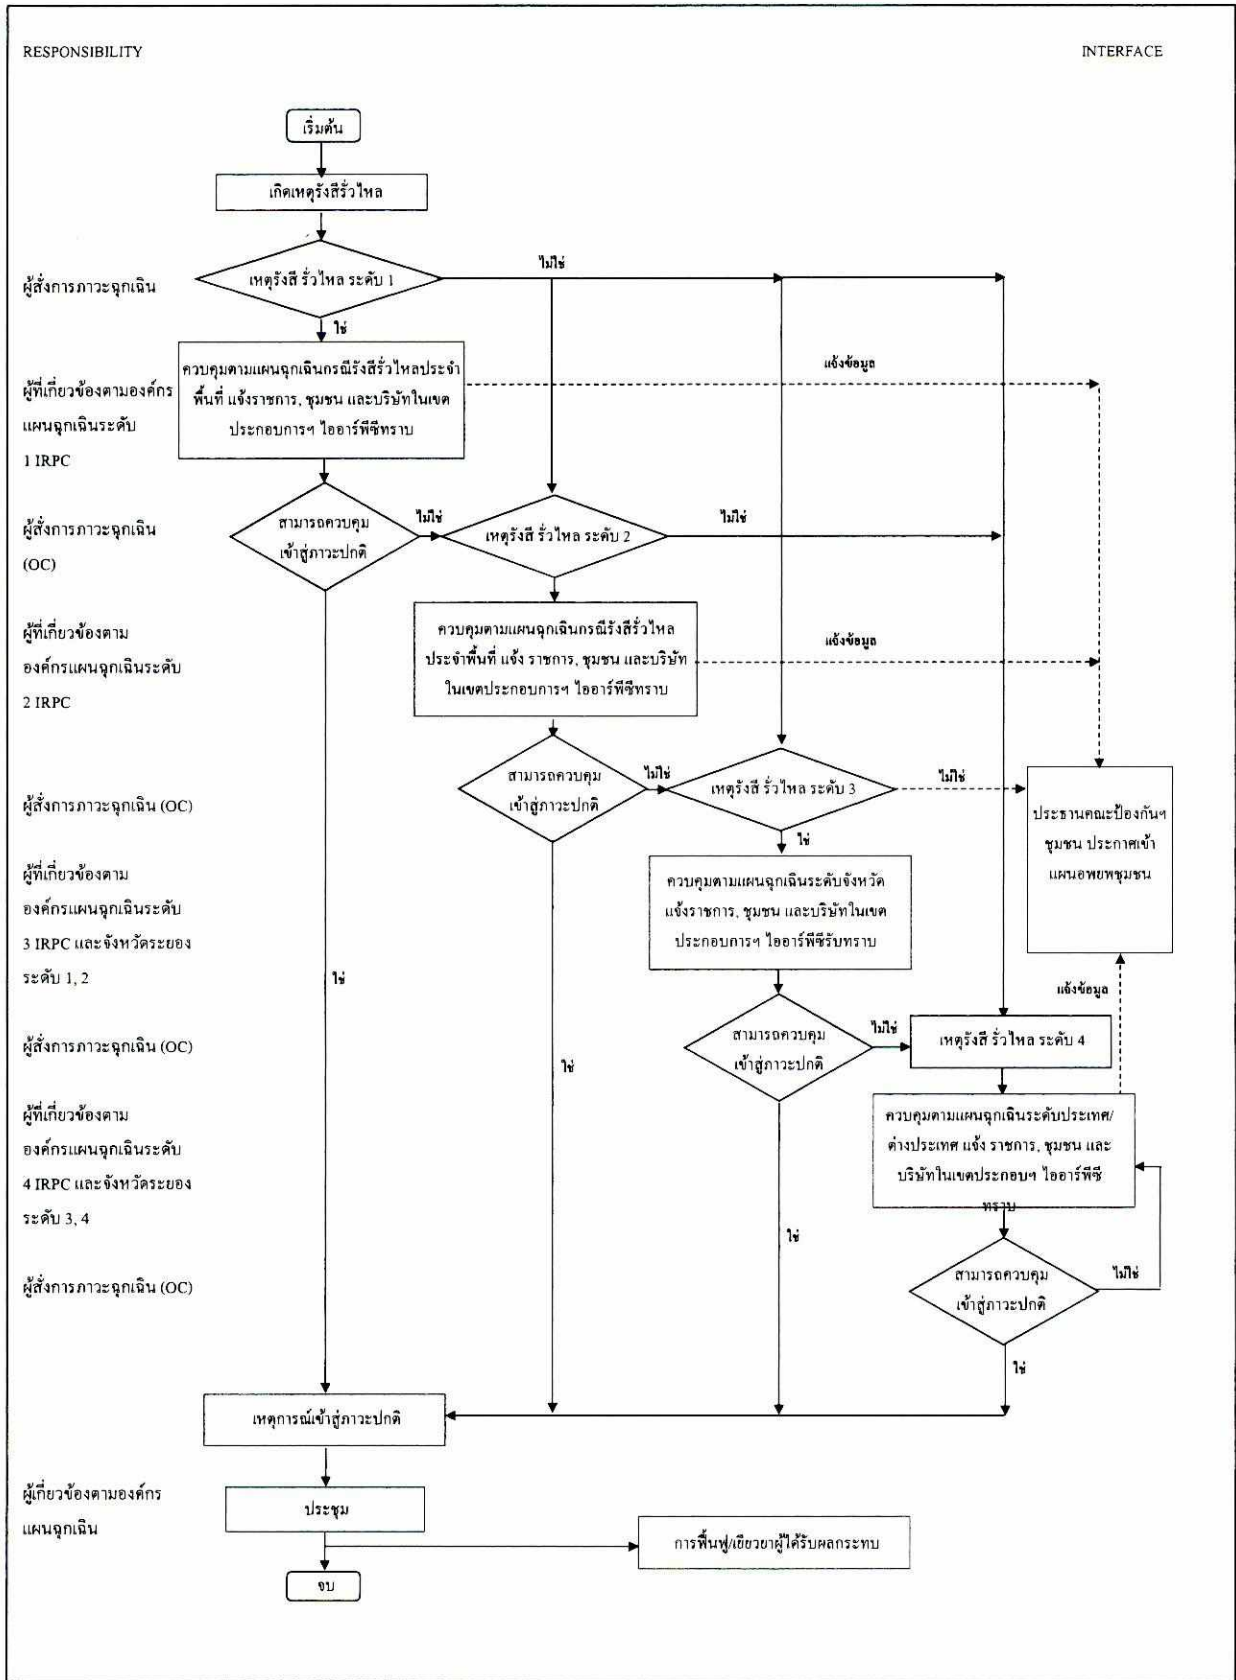 RESPONSIBILITY
INTERFACE
เริ่มต้น
เกิดเหตุรังสีรั่วไหล
ผู้สั่งการภาวะฉุกเฉิน
เหตุรังสี รั่วไหล ระดับ 1
ไม่ใช่
ใช่
ผู้ที่เกี่ยวข้องตามองค์กร
แผนฉุกเฉินระดับ
1 IRPC
ควบคุมตามแผนฉุกเฉินกรณีรังสีรั่วไหลประจำ
พื้นที่ แจ้งราชการ, ชุมชน และบริษัทในเขต
ประกอบการฯ ไออาร์พีซีทราบ
แจ้งข้อมูล
ผู้สั่งการภาวะฉุกเฉิน
(OC)
สามารถควบคุม
เข้าสู่ภาวะปกติ
ไม่ใช่
เหตุรังสี รั่วไหล ระดับ 2
ไม่ใช่
ผู้ที่เกี่ยวข้องตาม
องค์กรแผนฉุกเฉินระดับ
2 IRPC
ควบคุมตามแผนฉุกเฉินกรณีรังสีรั่วไหล
ประจำพื้นที่ แจ้ง ราชการ, ชุมชน และบริษัท
ในเขตประกอบการฯ ไออาร์พีซีทราบ
แจ้งข้อมูล
ผู้สั่งการภาวะฉุกเฉิน (OC)
สามารถควบคุม
เข้าสู่ภาวะปกติ
ไม่ใช่
เหตุรังสี รั่วไหล ระดับ 3
ไม่ใช่
ใช่
ประธานคณะป้องกันฯ
ชุมชน ประกาศเข้า
แผนอพยพชุมชน
ผู้ที่เกี่ยวข้องตาม
องค์กรแผนฉุกเฉินระดับ
3 IRPC และจังหวัดระยอง
ระดับ 1, 2
ควบคุมตามแผนฉุกเฉินระดับจังหวัด
แจ้งราชการ, ชุมชน และบริษัทในเขต
ประกอบการฯ ไออาร์พีซีรับทราบ
ใช่
แจ้งข้อมูล
ผู้สั่งการภาวะฉุกเฉิน (OC)
สามารถควบคุม
เข้าสู่ภาวะปกติ
ไม่ใช่
เหตุรังสี รั่วไหล ระดับ 4
ใช่
ผู้ที่เกี่ยวข้องตาม
องค์กรแผนฉุกเฉินระดับ
4 IRPC และจังหวัดระยอง
ระดับ 3, 4
ควบคุมตามแผนฉุกเฉินระดับประเทศ/
ต่างประเทศ แจ้ง ราชการ, ชุมชน และ
บริษัทในเขตประกอบฯ ไออาร์พีซี
ทราบ
ใช่
ผู้สั่งการภาวะฉุกเฉิน (OC)
สามารถควบคุม
เข้าสู่ภาวะปกติ
ไม่ใช่
ใช่
เหตุการณ์เข้าสู่ภาวะปกติ
ผู้เกี่ยวข้องตามองค์กร
แผนฉุกเฉิน
ประชุม
การฟื้นฟู/เยียวยาผู้ได้รับผลกระทบ
จบ